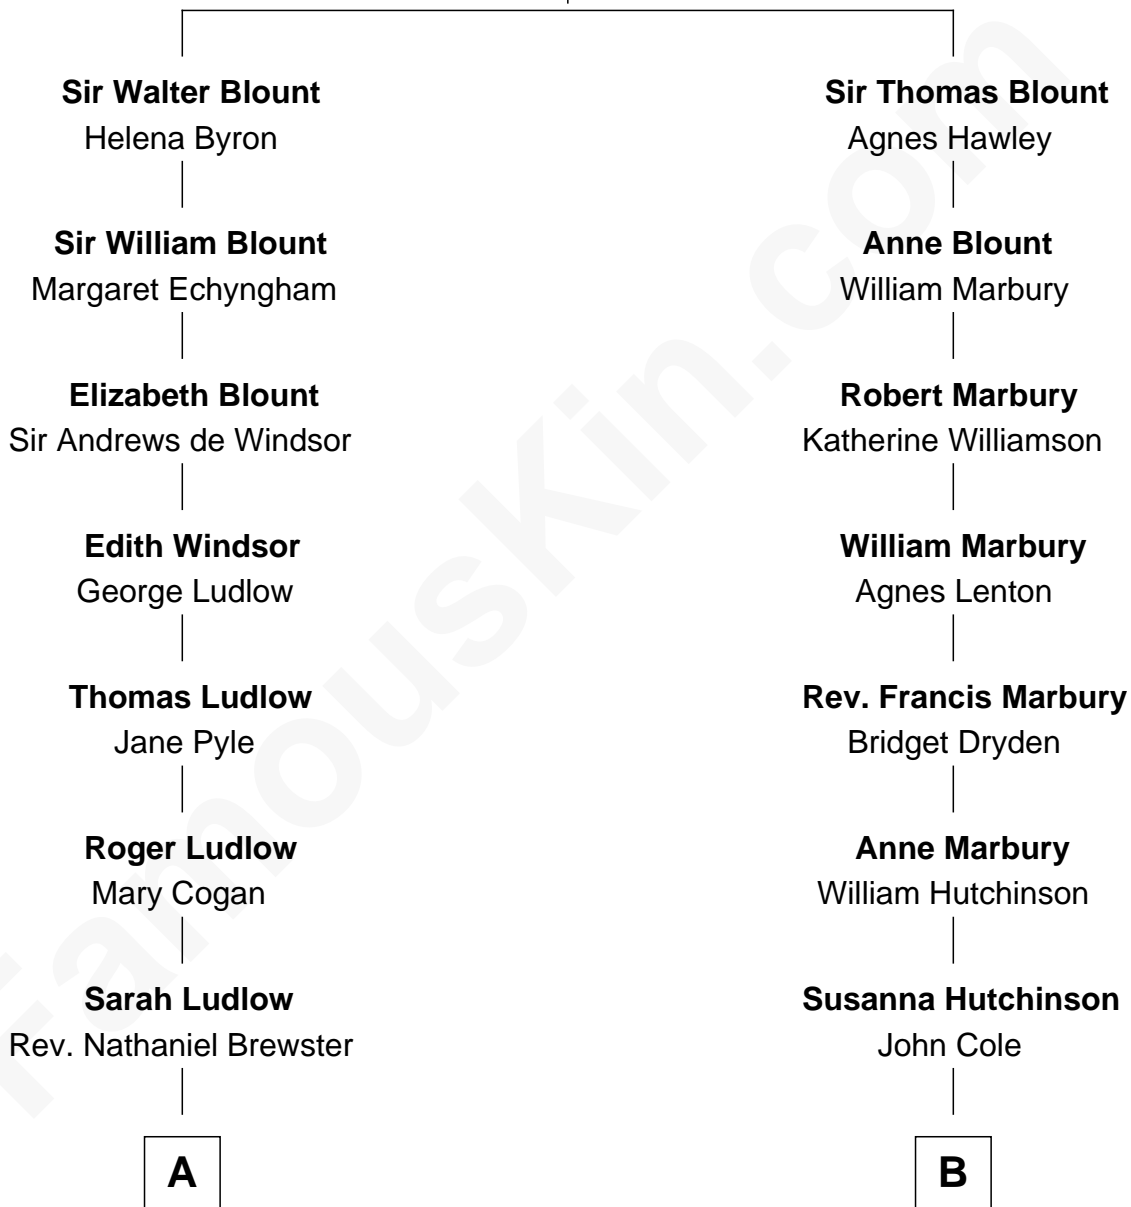 Sir Walter Blount
Helena Byron
Sir William Blount
Margaret Echyngham
Elizabeth Blount
Sir Andrews de Windsor
Edith Windsor
George Ludlow
Thomas Ludlow
Jane Pyle
Roger Ludlow
Mary Cogan
Sarah Ludlow
Rev. Nathaniel Brewster
A
Sir Thomas Blount
Agnes Hawley
Anne Blount
William Marbury
Robert Marbury
Katherine Williamson
William Marbury
Agnes Lenton
Rev. Francis Marbury
Bridget Dryden
Anne Marbury
William Hutchinson
Susanna Hutchinson
John Cole
B
FamousKin.com